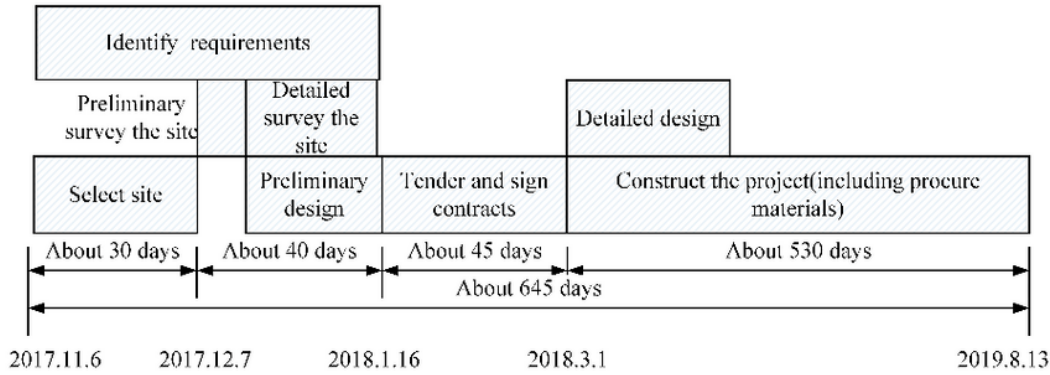 Identify requirements
Preliminary
survey the site
Detailed
survey the
site
Detailed design
Select site
Preliminary
design
Tender and sign
contracts
Construct the project(including procure
materials)
About 30 days
About 40 days
About 45 days
About 530 days
About 645 days
2017.11.6
2017.12.7
2018.1.16
2018.3.1
2019.8.13